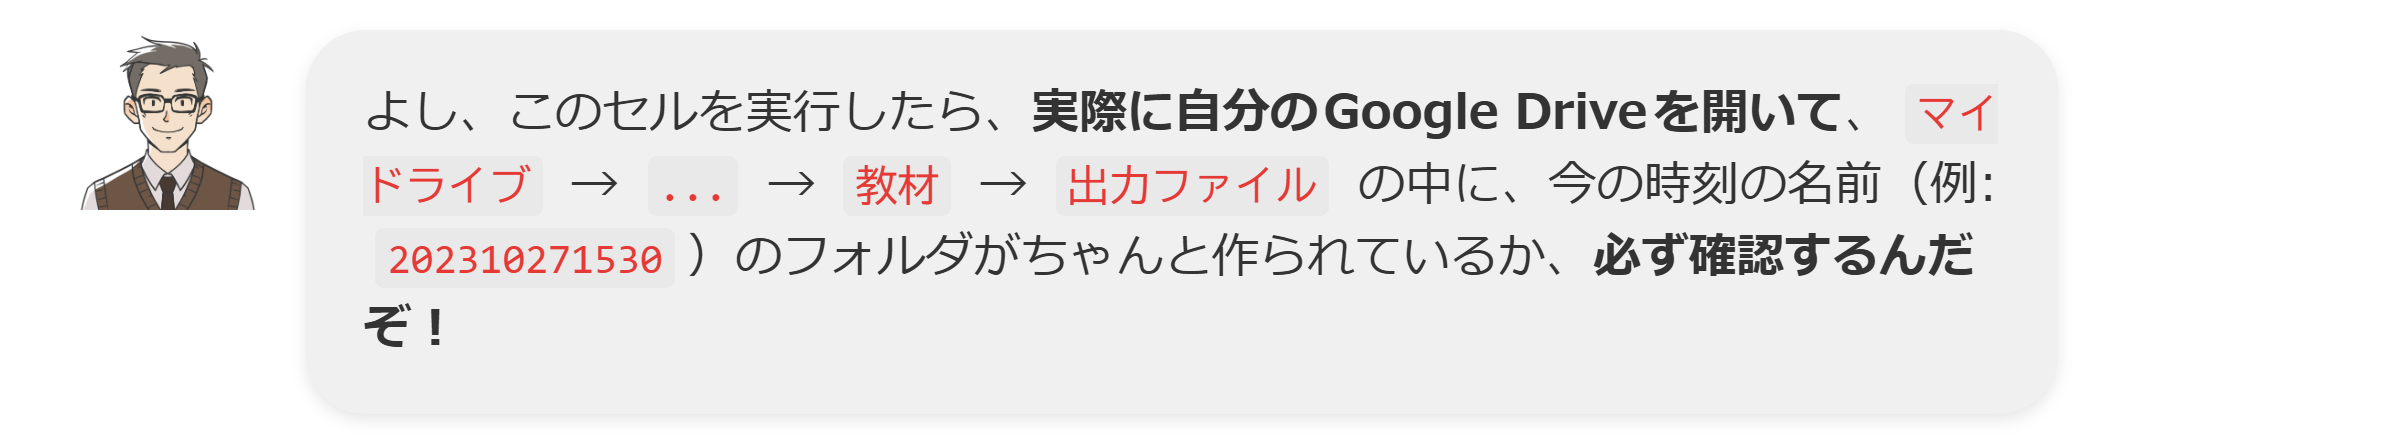 よし、このセルを実行したら、実際に自分のGoogle Driveを開いて、 マイ
ドライブ → ... → 教材 → 出力ファイル の中に、今の時刻の名前（例:
202310271530 ）のフォルダがちゃんと作られているか、必ず確認するんだ
ぞ！